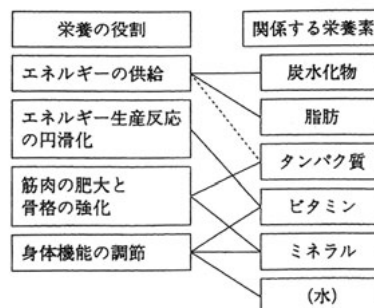 栄養の役割
関係する栄養素
エネルギーの供給
炭水化物
エネルギー生産反応
の円滑化
脂肪
タンパク質
筋肉の肥大と
骨格の強化
ビタミン
身体機能の調節
ミネラル
(水)